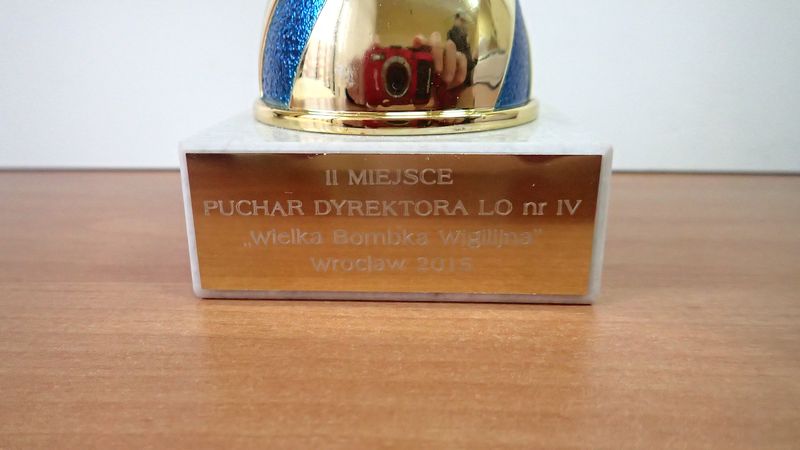 II MIEJSCE
PUCHAR DYREKTORA LO nr IV
„Wielka Bombka Wigilijna"
Wrocław 2015